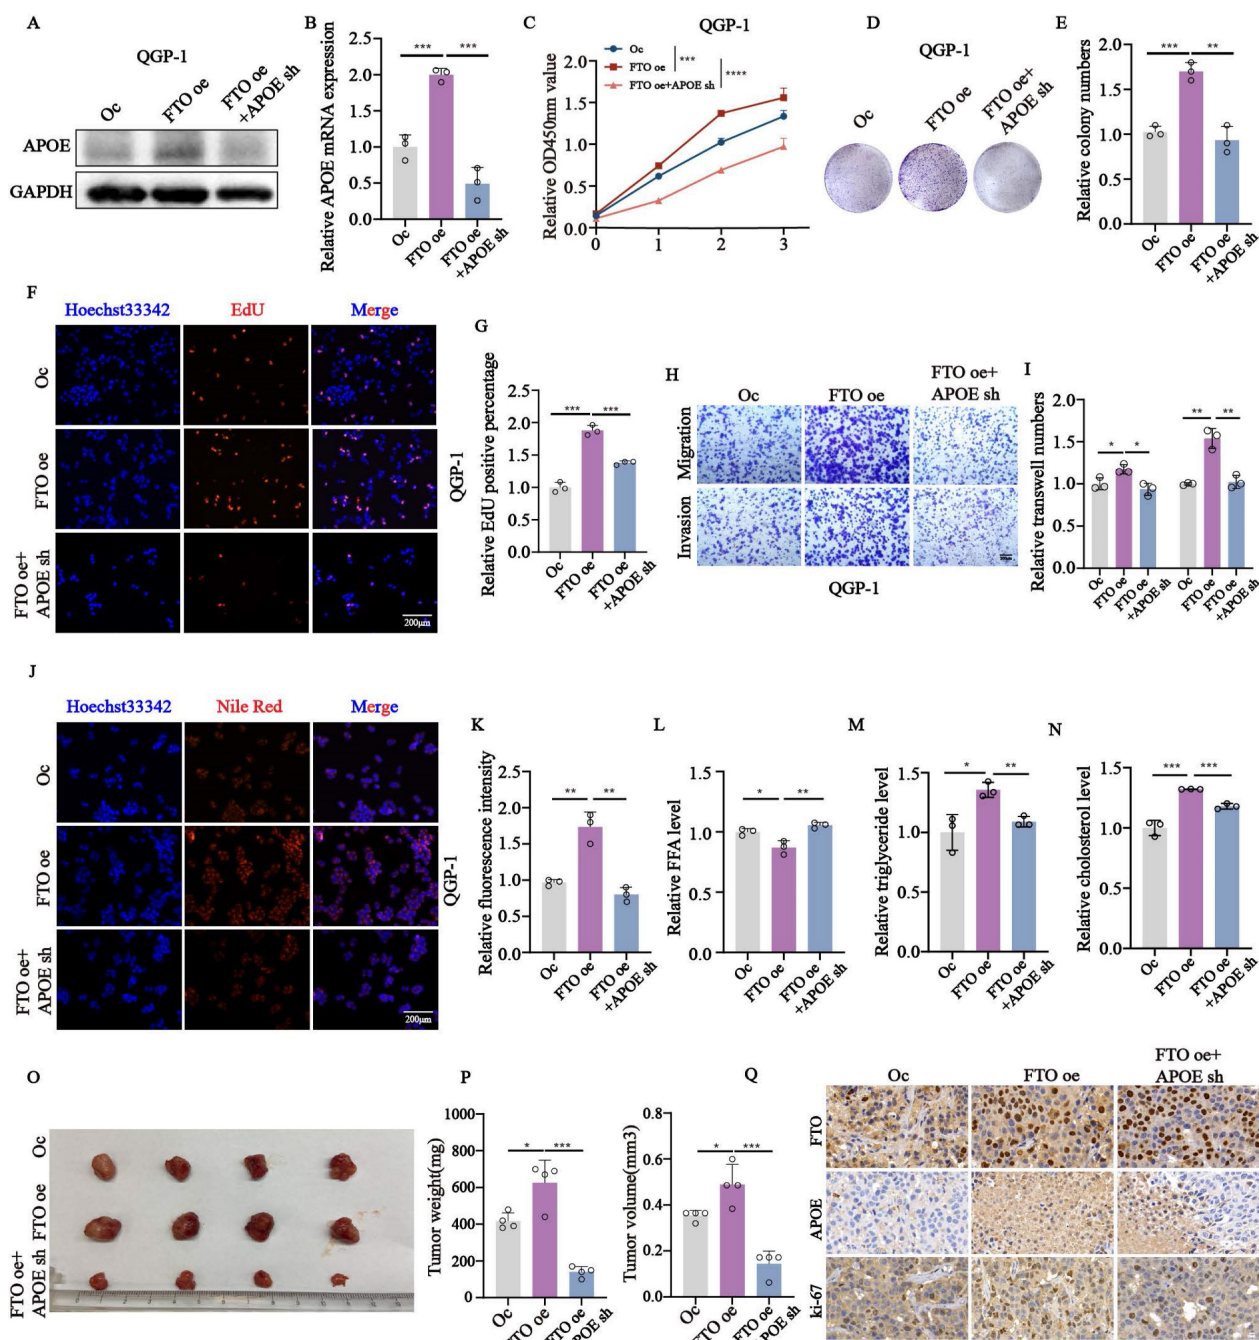 A
QGP-1
Oc
FTO oe
FTO oe
+APOE sh
APOE
GAPDH
B
Relative APOE mRNA expression
2.5
2.0
1.5
1.0
0.5
0.0
***
***
Oc
FTO oe
FTO oe
+APOE sh
C
QGP-1
Oc
FTO oe
FTO oe+APOE sh
***
****
Relative OD450nm value
2.0
1.5
1.0
0.5
0.0
0
1
2
3
D
QGP-1
Oc
FTO oe
FTO oe+
APOE sh
E
Relative colony numbers
2.0
1.5
1.0
0.5
0.0
***
**
Oc
FTO oe
FTO oe
+APOE sh
F
Hoechst33342
EdU
Merge
Oc
FTO oe
FTO oe+
APOE sh
200μm
QGP-1
G
Relative EdU positive percentage
2.5
2.0
1.5
1.0
0.5
0.0
***
***
Oc
FTO oe
FTO oe
+APOE sh
H
Oc
FTO oe
FTO oe+
APOE sh
Migration
Invasion
QGP-1
I
Relative transwell numbers
2.0
1.5
1.0
0.5
0.0
*
*
**
**
Oc
FTO oe
FTO oe
+APOE sh
Oc
FTO oe
FTO oe
+APOE sh
J
Hoechst33342
Nile Red
Merge
Oc
FTO oe
FTO oe+
APOE sh
200μm
QGP-1
K
Relative fluorescence intensity
2.5
2.0
1.5
1.0
0.5
0.0
**
**
Oc
FTO oe
FTO oe
+APOE sh
L
Relative FFA level
1.5
1.0
0.5
0.0
*
**
Oc
FTO oe
FTO oe
+APOE sh
M
Relative triglyceride level
1.5
1.0
0.5
0.0
*
**
Oc
FTO oe
FTO oe
+APOE sh
N
Relative cholosterol level
1.5
1.0
0.5
0.0
***
***
Oc
FTO oe
FTO oe
+APOE sh
O
Oc
FTO oe
FTO oe+
APOE sh
P
Tumor weight(mg)
1000
800
600
400
200
0
*
***
Oc
FTO oe
FTO oe
+APOE sh
Tumor volume(mm3)
0.8
0.6
0.4
0.2
0.0
*
***
Oc
FTO oe
FTO oe
+APOE sh
Q
Oc
FTO oe
FTO oe+
APOE sh
FTO
APOE
ki-67